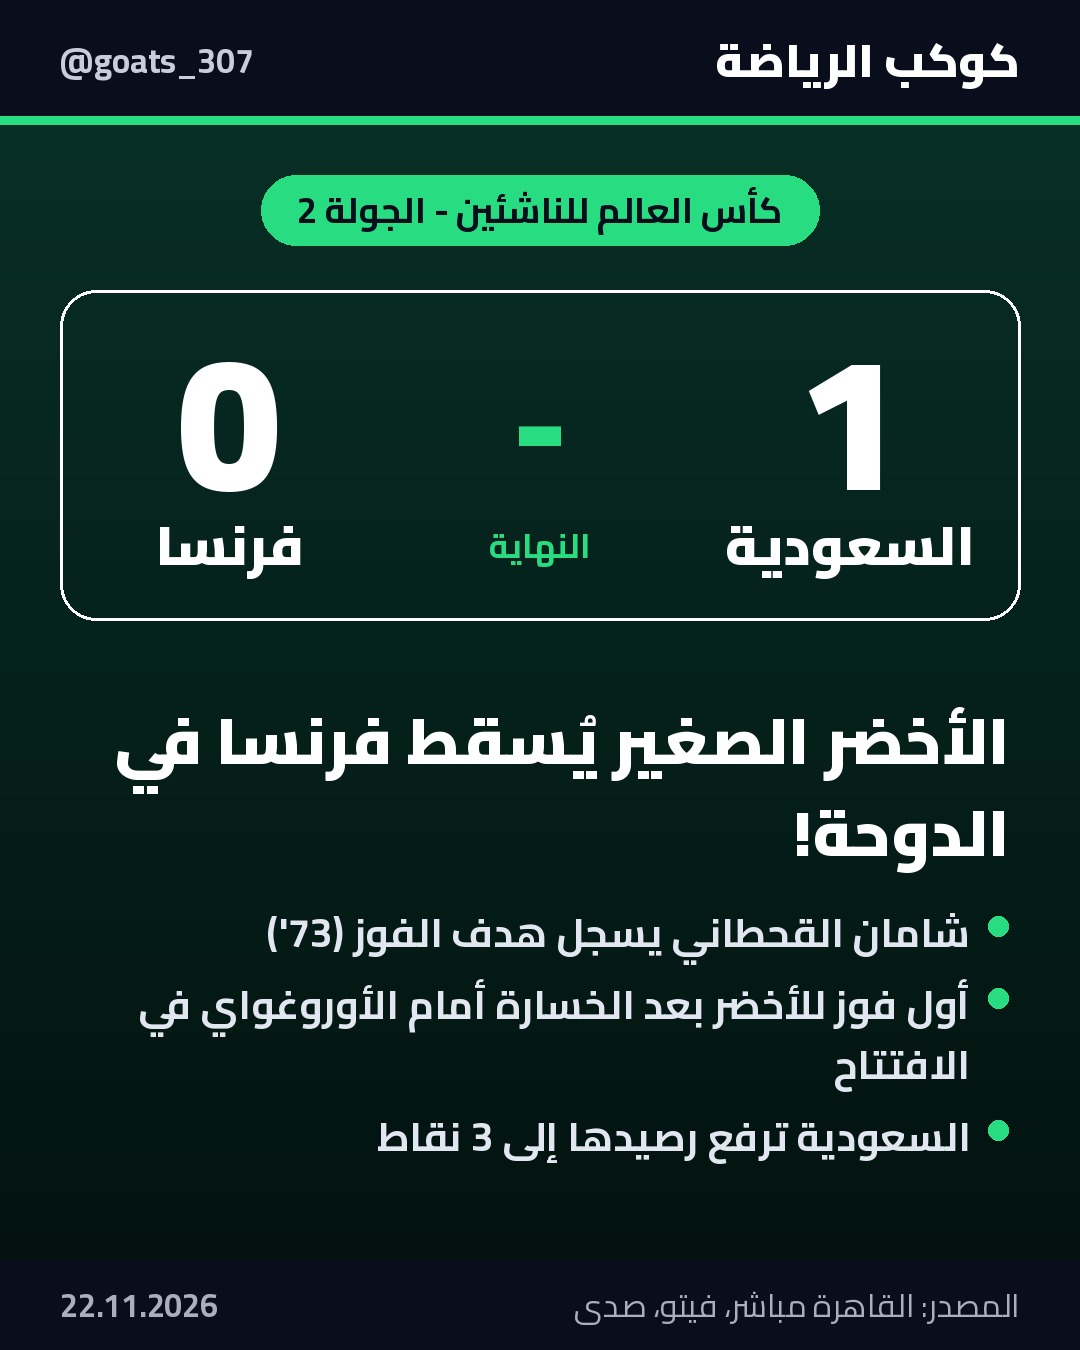 كوكب الرياضة
@goats_307
كأس العالم للناشئين - الجولة 2
1 - 0
السعودية النهاية فرنسا
الأخضر الصغير يُسقط فرنسا في
الدوحة!
شامان القحطاني يسجل هدف الفوز (73')
أول فوز للأخضر بعد الخسارة أمام الأوروغواي في
الافتتاح
السعودية ترفع رصيدها إلى 3 نقاط
المصدر: القاهرة مباشر، فيتو، صدى
22.11.2026